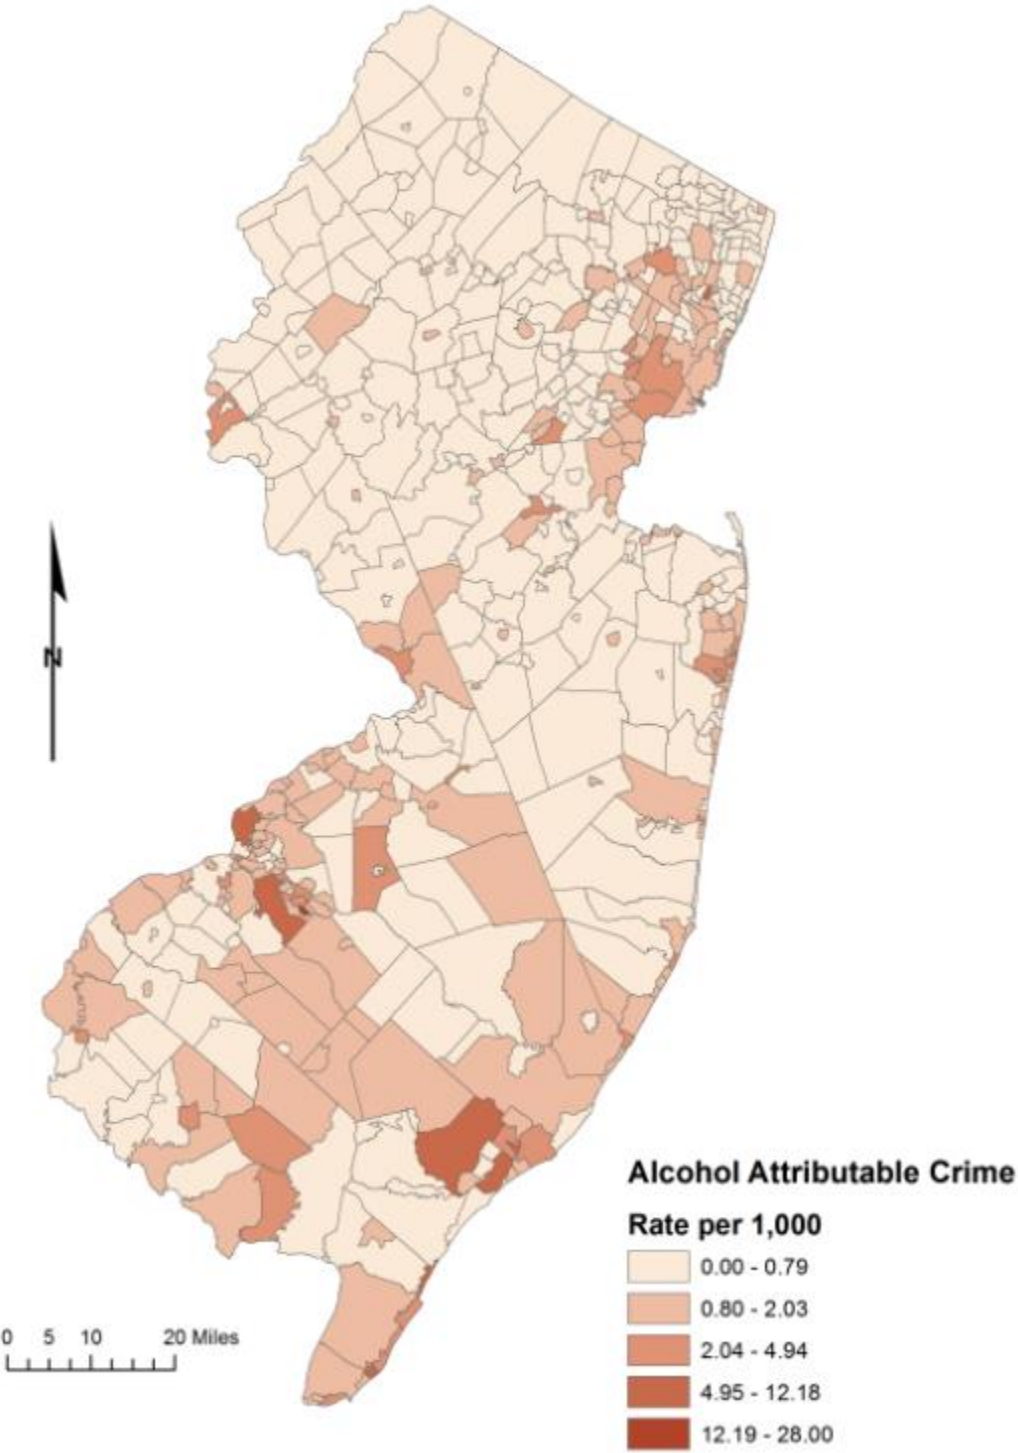 N
0 5 10 20 Miles
Alcohol Attributable Crime
Rate per 1,000
0.00 - 0.79
0.80 - 2.03
2.04 - 4.94
4.95 - 12.18
12.19 - 28.00